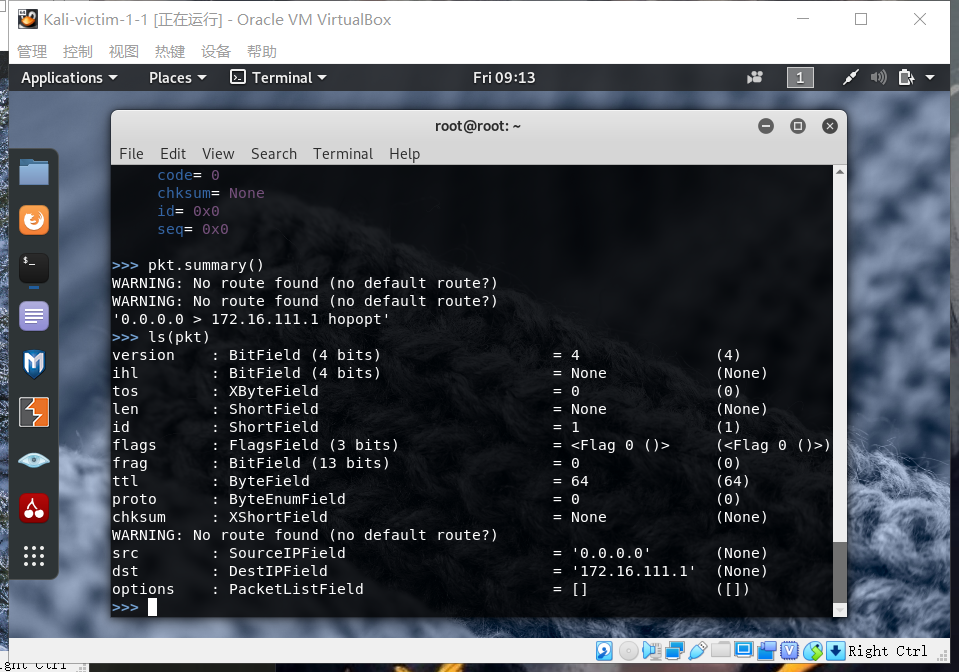 Kali-victim-1-1 [正在运行] - Oracle VM VirtualBox
管理 控制 视图 热键 设备 帮助
Applications Places Terminal Fri 09:13 1
root@root: ~
File Edit View Search Terminal Help
code= 0
chksum= None
id= 0x0
seq= 0x0
>>> pkt.summary()
WARNING: No route found (no default route?)
WARNING: No route found (no default route?)
'0.0.0.0 > 172.16.111.1 hopopt'
>>> ls(pkt)
version : BitField (4 bits) = 4 (4)
ihl : BitField (4 bits) = None (None)
tos : XByteField = 0 (0)
len : ShortField = None (None)
id : ShortField = 1 (1)
flags : FlagsField (3 bits) = <Flag 0 ()> (<Flag 0 ()>)
frag : BitField (13 bits) = 0 (0)
ttl : ByteField = 64 (64)
proto : ByteEnumField = 0 (0)
chksum : XShortField = None (None)
WARNING: No route found (no default route?)
src : SourceIPField = '0.0.0.0' (None)
dst : DestIPField = '172.16.111.1' (None)
options : PacketListField = [] ([])
>>>
Right Ctrl